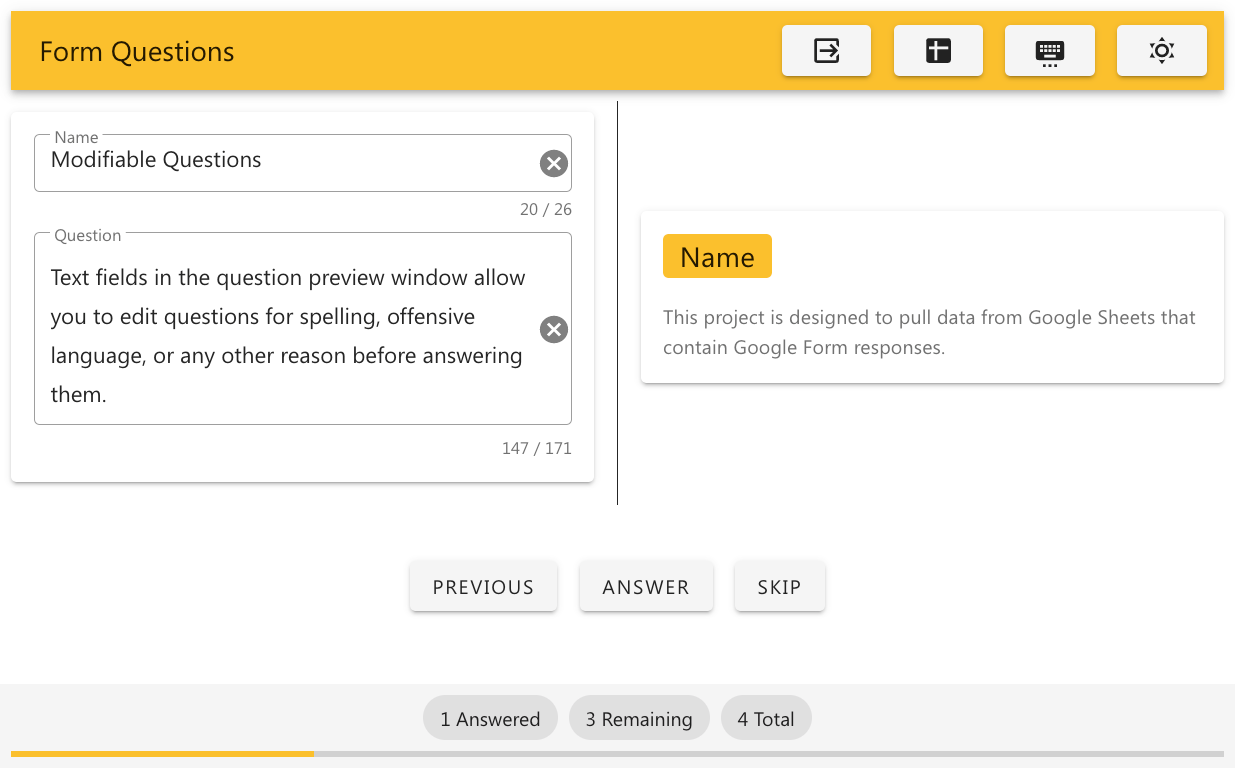 Form Questions
Name
Modifiable Questions
20 / 26
Question
Text fields in the question preview window allow
you to edit questions for spelling, offensive
language, or any other reason before answering
them.
147 / 171
Name
This project is designed to pull data from Google Sheets that
contain Google Form responses.
PREVIOUS
ANSWER
SKIP
1 Answered
3 Remaining
4 Total